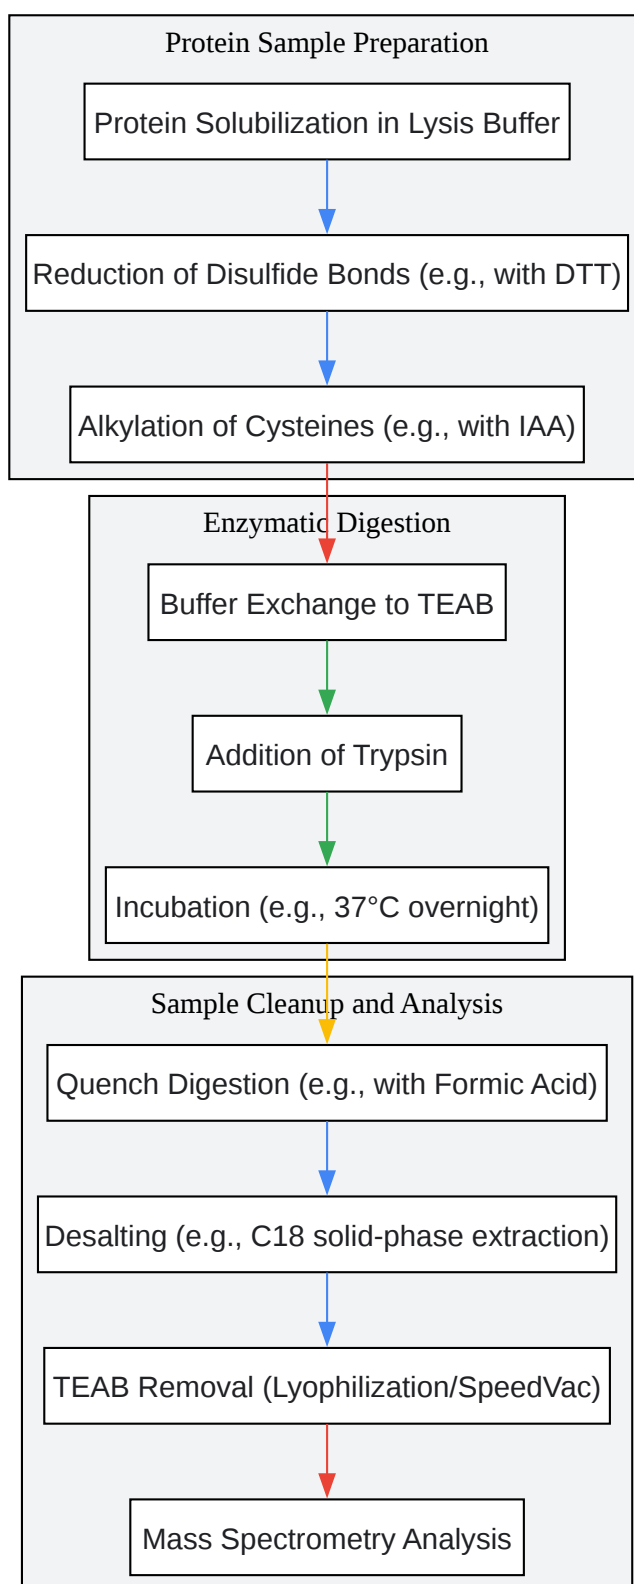 Protein Sample Preparation
Protein Solubilization in Lysis Buffer
Reduction of Disulfide Bonds (e.g., with DTT)
Alkylation of Cysteines (e.g., with IAA)
Enzymatic Digestion
Buffer Exchange to TEAB
Addition of Trypsin
Incubation (e.g., 37°C overnight)
Sample Cleanup and Analysis
Quench Digestion (e.g., with Formic Acid)
Desalting (e.g., C18 solid-phase extraction)
TEAB Removal (Lyophilization/SpeedVac)
Mass Spectrometry Analysis